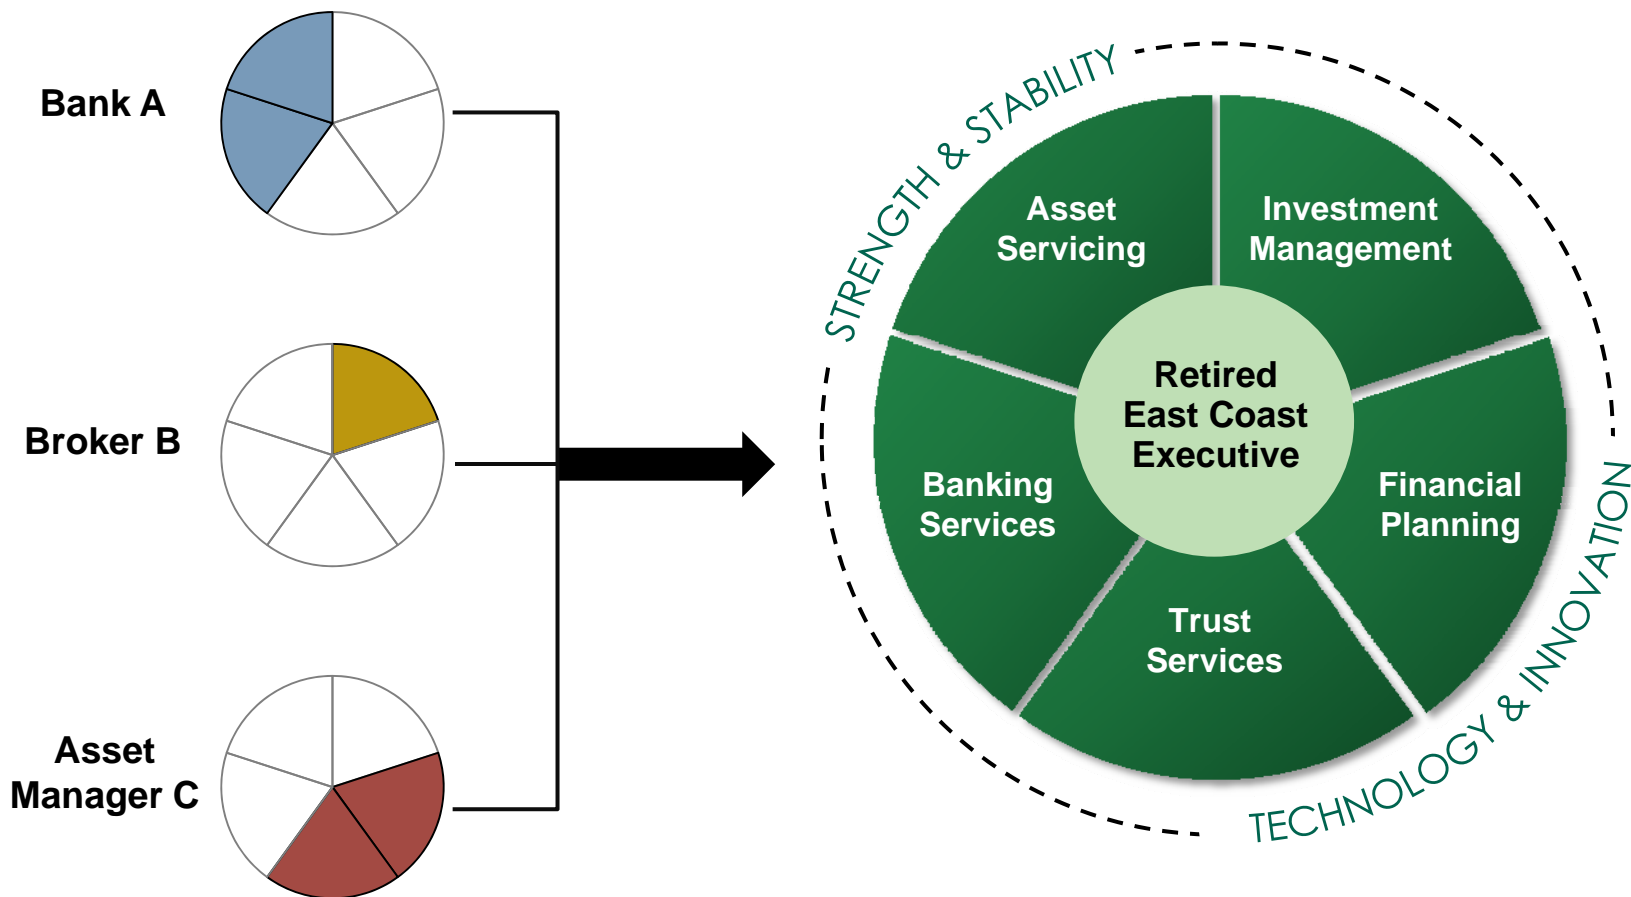 Bank A
Broker B
Asset
Manager C
STRENGTH & STABILITY
Asset
Servicing
Investment
Management
Retired
East Coast
Executive
Banking
Services
Financial
Planning
Trust
Services
TECHNOLOGY & INNOVATION